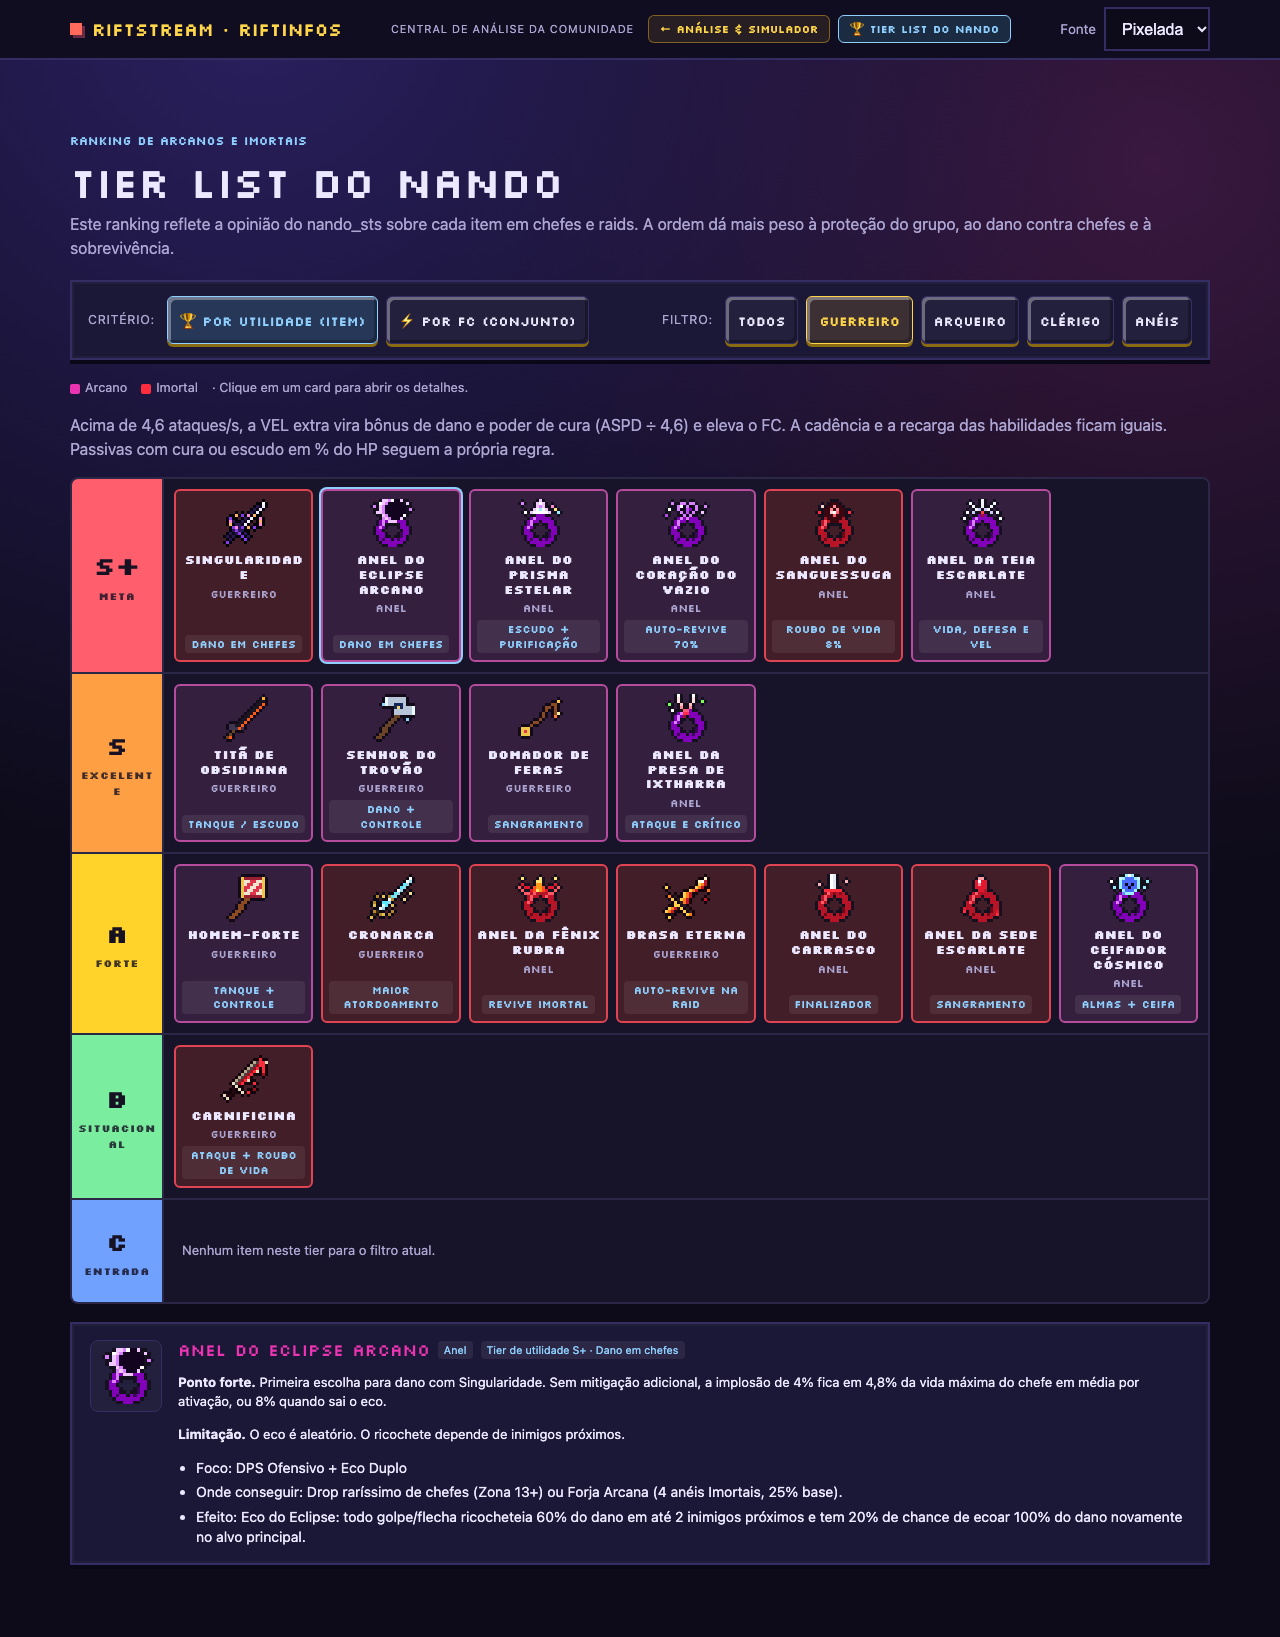 RIFTSTREAM · RIFTINFOS
CENTRAL DE ANÁLISE DA COMUNIDADE
← ANÁLISE & SIMULADOR
🏆 TIER LIST DO NANDO
Fonte
Pixelada
RANKING DE ARCANOS E IMORTAIS
TIER LIST DO NANDO
Este ranking reflete a opinião do nando_sts sobre cada item em chefes e raids. A ordem dá mais peso à proteção do grupo, ao dano contra chefes e à
sobrevivência.
CRITÉRIO:
🏆 POR UTILIDADE (ITEM)
⚡ POR FC (CONJUNTO)
FILTRO:
TODOS
GUERREIRO
ARQUEIRO
CLÉRIGO
ANÉIS
Arcano
Imortal
· Clique em um card para abrir os detalhes.
Acima de 4,6 ataques/s, a VEL extra vira bônus de dano e poder de cura (ASPD ÷ 4,6) e eleva o FC. A cadência e a recarga das habilidades ficam iguais.
Passivas com cura ou escudo em % do HP seguem a própria regra.
S+
META
SINGULARIDAD
E
GUERREIRO
DANO EM CHEFES
ANEL DO
ECLIPSE
ARCANO
ANEL
DANO EM CHEFES
ANEL DO
PRISMA
ESTELAR
ANEL
ESCUDO +
PURIFICAÇÃO
ANEL DO
CORAÇÃO DO
VAZIO
ANEL
AUTO-REVIVE
70%
ANEL DO
SANGUESSUGA
ANEL
ROUBO DE VIDA
8%
ANEL DA TEIA
ESCARLATE
ANEL
VIDA, DEFESA E
VEL
S
EXCELENT
E
TITÃ DE
OBSIDIANA
GUERREIRO
TANQUE / ESCUDO
SENHOR DO
TROVÃO
GUERREIRO
DANO +
CONTROLE
DOMADOR DE
FERAS
GUERREIRO
SANGRAMENTO
ANEL DA
PRESA DE
IXTHARRA
ANEL
ATAQUE E CRÍTICO
A
FORTE
HOMEM-FORTE
GUERREIRO
TANQUE +
CONTROLE
CRONARCA
GUERREIRO
MAIOR
ATORDOAMENTO
ANEL DA FÊNIX
RUBRA
ANEL
REVIVE IMORTAL
BRASA ETERNA
GUERREIRO
AUTO-REVIVE NA
RAID
ANEL DO
CARRASCO
ANEL
FINALIZADOR
ANEL DA SEDE
ESCARLATE
ANEL
SANGRAMENTO
ANEL DO
CEIFADOR
CÓSMICO
ANEL
ALMAS + CEIFA
B
SITUACION
AL
CARNIFICINA
GUERREIRO
ATAQUE + ROUBO
DE VIDA
C
ENTRADA
Nenhum item neste tier para o filtro atual.
ANEL DO ECLIPSE ARCANO
Anel
Tier de utilidade S+ · Dano em chefes
Ponto forte. Primeira escolha para dano com Singularidade. Sem mitigação adicional, a implosão de 4% fica em 4,8% da vida máxima do chefe em média por
ativação, ou 8% quando sai o eco.
Limitação. O eco é aleatório. O ricochete depende de inimigos próximos.
• Foco: DPS Ofensivo + Eco Duplo
• Onde conseguir: Drop raríssimo de chefes (Zona 13+) ou Forja Arcana (4 anéis Imortais, 25% base).
• Efeito: Eco do Eclipse: todo golpe/flecha ricocheteia 60% do dano em até 2 inimigos próximos e tem 20% de chance de ecoar 100% do dano novamente
no alvo principal.